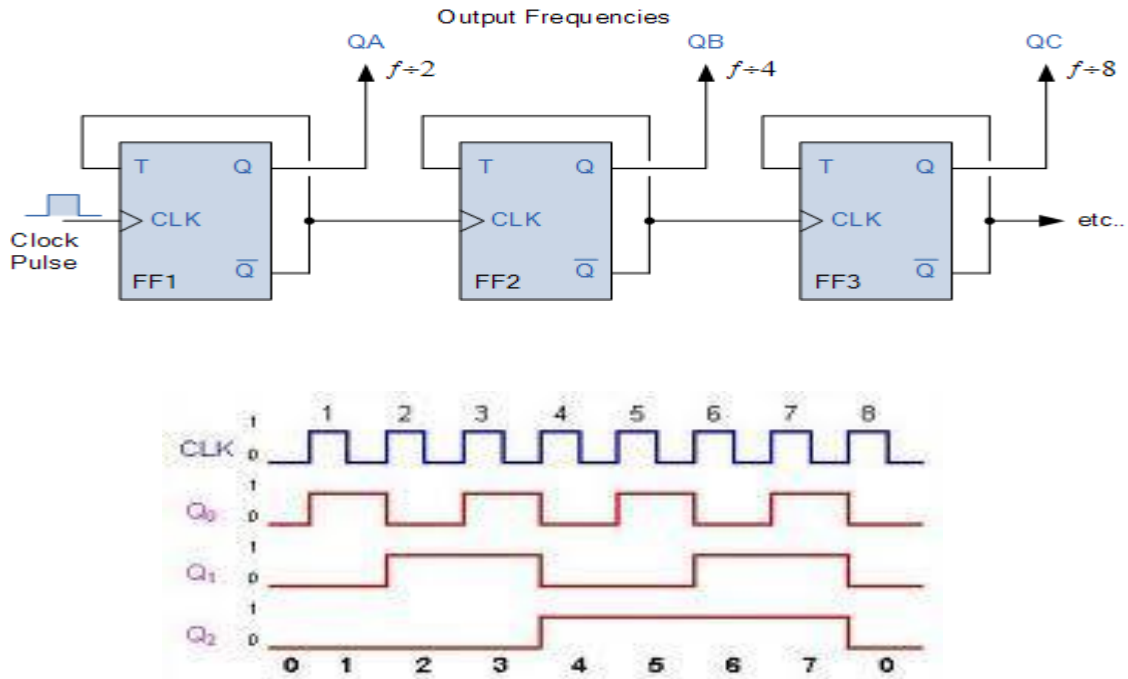 Output Frequencies
QA QB QC
f÷2 f÷4 f÷8
T Q T Q T Q
CLK CLK CLK etc..
Clock
Pulse
Q Q Q
FF1 FF2 FF3
1 2 3 4 5 6 7 8
1
CLK
0
1
Q₀
0
1
Q₁
0
1
Q₂
0
0 1 2 3 4 5 6 7 0